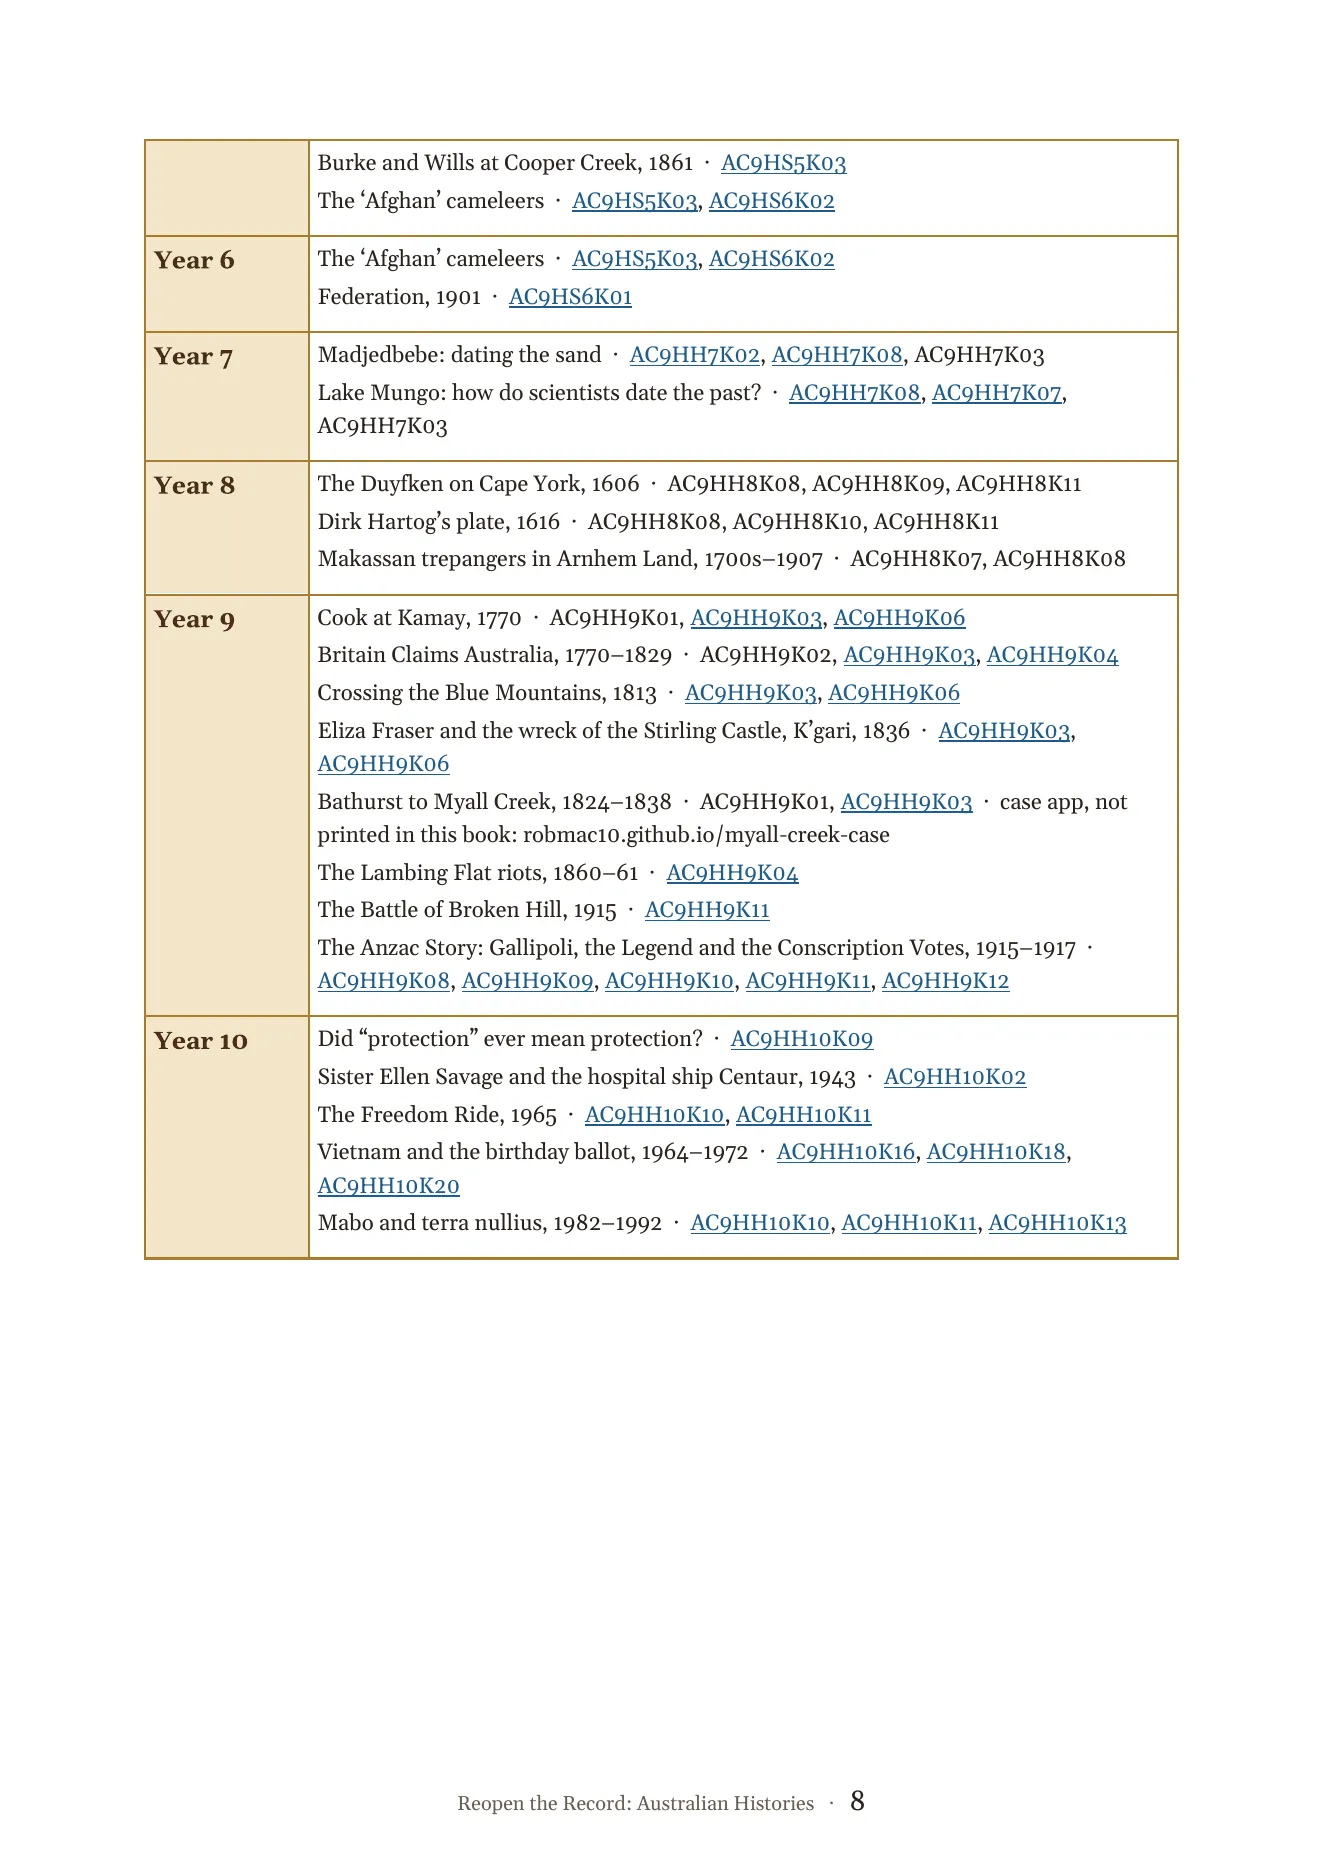 Burke and Wills at Cooper Creek, 1861 · AC9HS5K03
The ‘Afghan’ cameleers · AC9HS5K03, AC9HS6K02
Year 6
The ‘Afghan’ cameleers · AC9HS5K03, AC9HS6K02
Federation, 1901 · AC9HS6K01
Year 7
Madjedbebe: dating the sand · AC9HH7K02, AC9HH7K08, AC9HH7K03
Lake Mungo: how do scientists date the past? · AC9HH7K08, AC9HH7K07,
AC9HH7K03
Year 8
The Duyfken on Cape York, 1606 · AC9HH8K08, AC9HH8K09, AC9HH8K11
Dirk Hartog’s plate, 1616 · AC9HH8K08, AC9HH8K10, AC9HH8K11
Makassan trepangers in Arnhem Land, 1700s–1907 · AC9HH8K07, AC9HH8K08
Year 9
Cook at Kamay, 1770 · AC9HH9K01, AC9HH9K03, AC9HH9K06
Britain Claims Australia, 1770–1829 · AC9HH9K02, AC9HH9K03, AC9HH9K04
Crossing the Blue Mountains, 1813 · AC9HH9K03, AC9HH9K06
Eliza Fraser and the wreck of the Stirling Castle, K’gari, 1836 · AC9HH9K03,
AC9HH9K06
Bathurst to Myall Creek, 1824–1838 · AC9HH9K01, AC9HH9K03 · case app, not
printed in this book: robmac10.github.io/myall-creek-case
The Lambing Flat riots, 1860–61 · AC9HH9K04
The Battle of Broken Hill, 1915 · AC9HH9K11
The Anzac Story: Gallipoli, the Legend and the Conscription Votes, 1915–1917 ·
AC9HH9K08, AC9HH9K09, AC9HH9K10, AC9HH9K11, AC9HH9K12
Year 10
Did “protection” ever mean protection? · AC9HH10K09
Sister Ellen Savage and the hospital ship Centaur, 1943 · AC9HH10K02
The Freedom Ride, 1965 · AC9HH10K10, AC9HH10K11
Vietnam and the birthday ballot, 1964–1972 · AC9HH10K16, AC9HH10K18,
AC9HH10K20
Mabo and terra nullius, 1982–1992 · AC9HH10K10, AC9HH10K11, AC9HH10K13
Reopen the Record: Australian Histories · 8